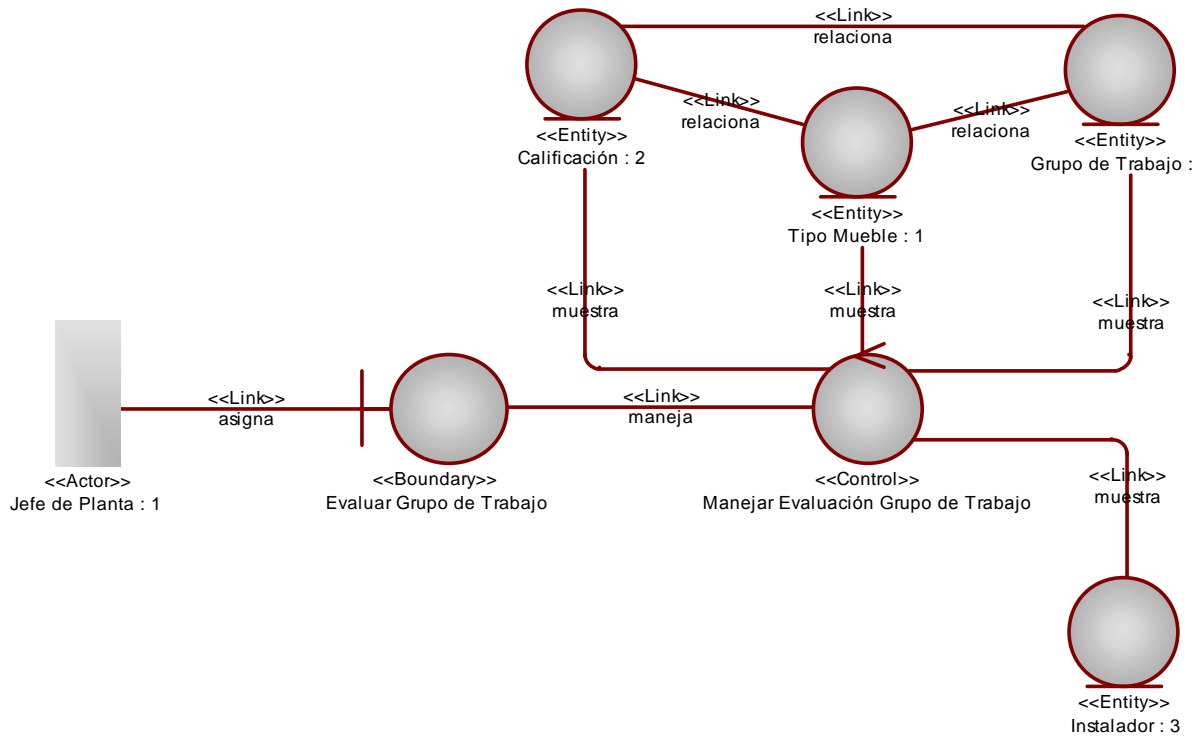 <<Link>>
relaciona
<<Link>>
relaciona
<<Link>>
relaciona
<<Entity>>
Calificación : 2
<<Entity>>
Grupo de Trabajo :
<<Entity>>
Tipo Mueble : 1
<<Link>>
muestra
<<Link>>
muestra
<<Link>>
muestra
<<Link>>
asigna
<<Link>>
maneja
<<Actor>>
Jefe de Planta : 1
<<Boundary>>
Evaluar Grupo de Trabajo
<<Control>>
Manejar Evaluación Grupo de Trabajo
<<Link>>
muestra
<<Entity>>
Instalador : 3